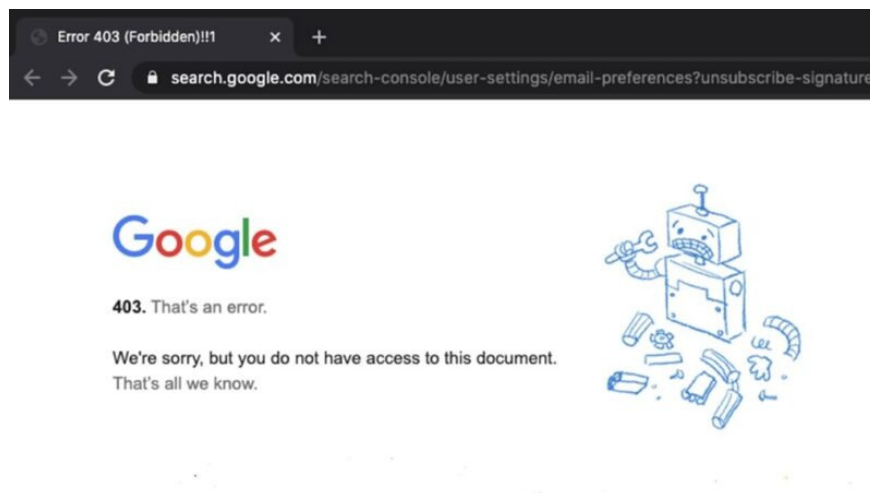 Error 403 (Forbidden)!!1
search.google.com/search-console/user-settings/email-preferences?unsubscribe-signature
Google
403. That's an error.
We're sorry, but you do not have access to this document.
That's all we know.